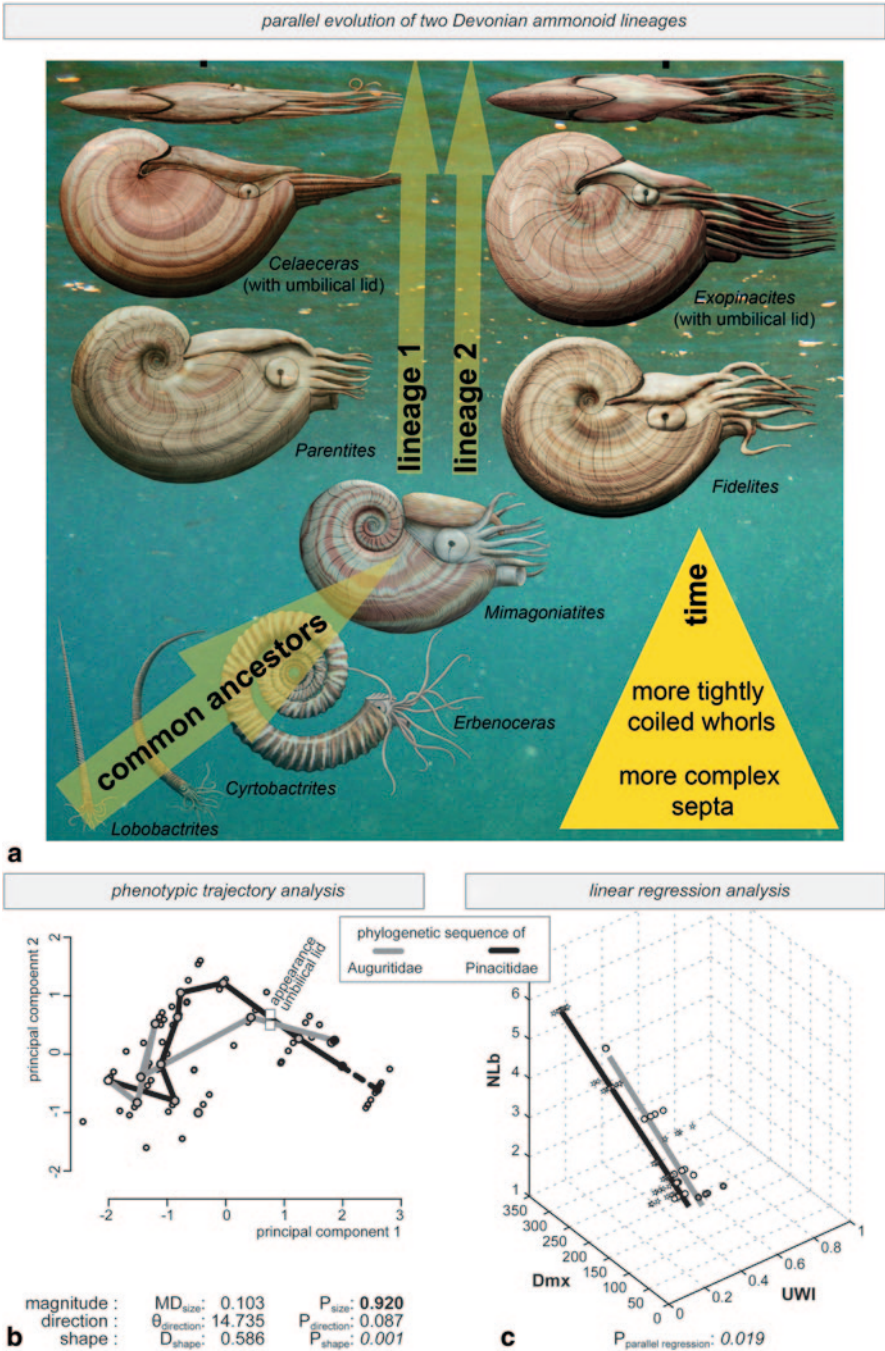 parallel evolution of two Devonian ammonoid lineages
Celaeceras
(with umbilical lid)
Exopinacites
(with umbilical lid)
Parentites
lineage 1
lineage 2
Fidelites
Mimagoniatites
time
more tightly
coiled whorls
more complex
septa
common ancestors
Erbenoceras
Cyrtobactrites
Lobobactrites
a
phenotypic trajectory analysis
linear regression analysis
phylogenetic sequence of
Auguritidae Pinacitidae
principal compoennt 2
2
1
0
-1
-2
appearance
umbilical lid
-2 -1 0 1 2 3
principal component 1
NLb
6
5
4
3
2
1
350
300
250
200
150
100
50
0
Dmx
0
0.2
0.4
0.6
0.8
1
UWI
magnitude : MDsize: 0.103 Psize: 0.920
direction : θdirection: 14.735 Pdirection: 0.087
shape : Dshape: 0.586 Pshape: 0.001
b
c
Pparallel regression: 0.019